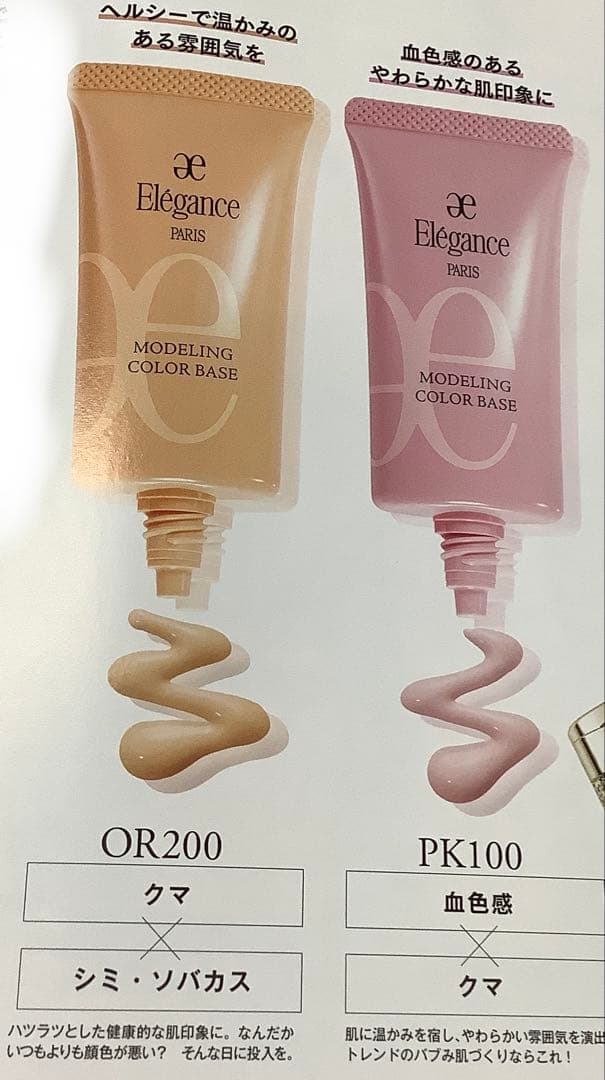 ヘルシーで温かみの
ある雰囲気を
æ
Elégance
PARIS
æ
MODELING
COLOR BASE
OR200
クマ
シミ・ソバカス
ハツラツとした健康的な肌印象に。なんだか
いつもよりも顔色が悪い? そんな日に投入を。
血色感のある
やわらかな肌印象に
æ
Elégance
PARIS
æ
MODELING
COLOR BASE
PK100
血色感
クマ
肌に温かみを宿し、やわらかい雰囲気を演出
トレンドのバブみ肌づくりならこれ!